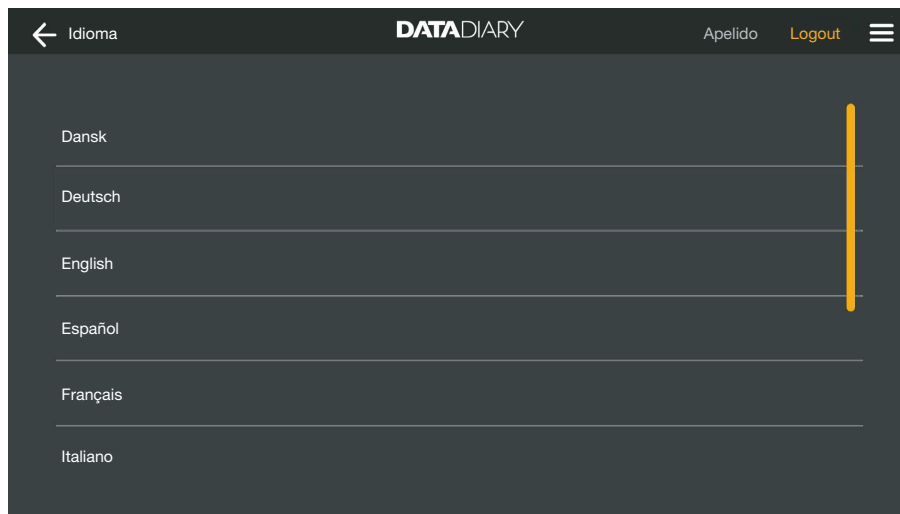 Idioma DATADIARY Apelido Logout
Dansk
Deutsch
English
Español
Français
Italiano